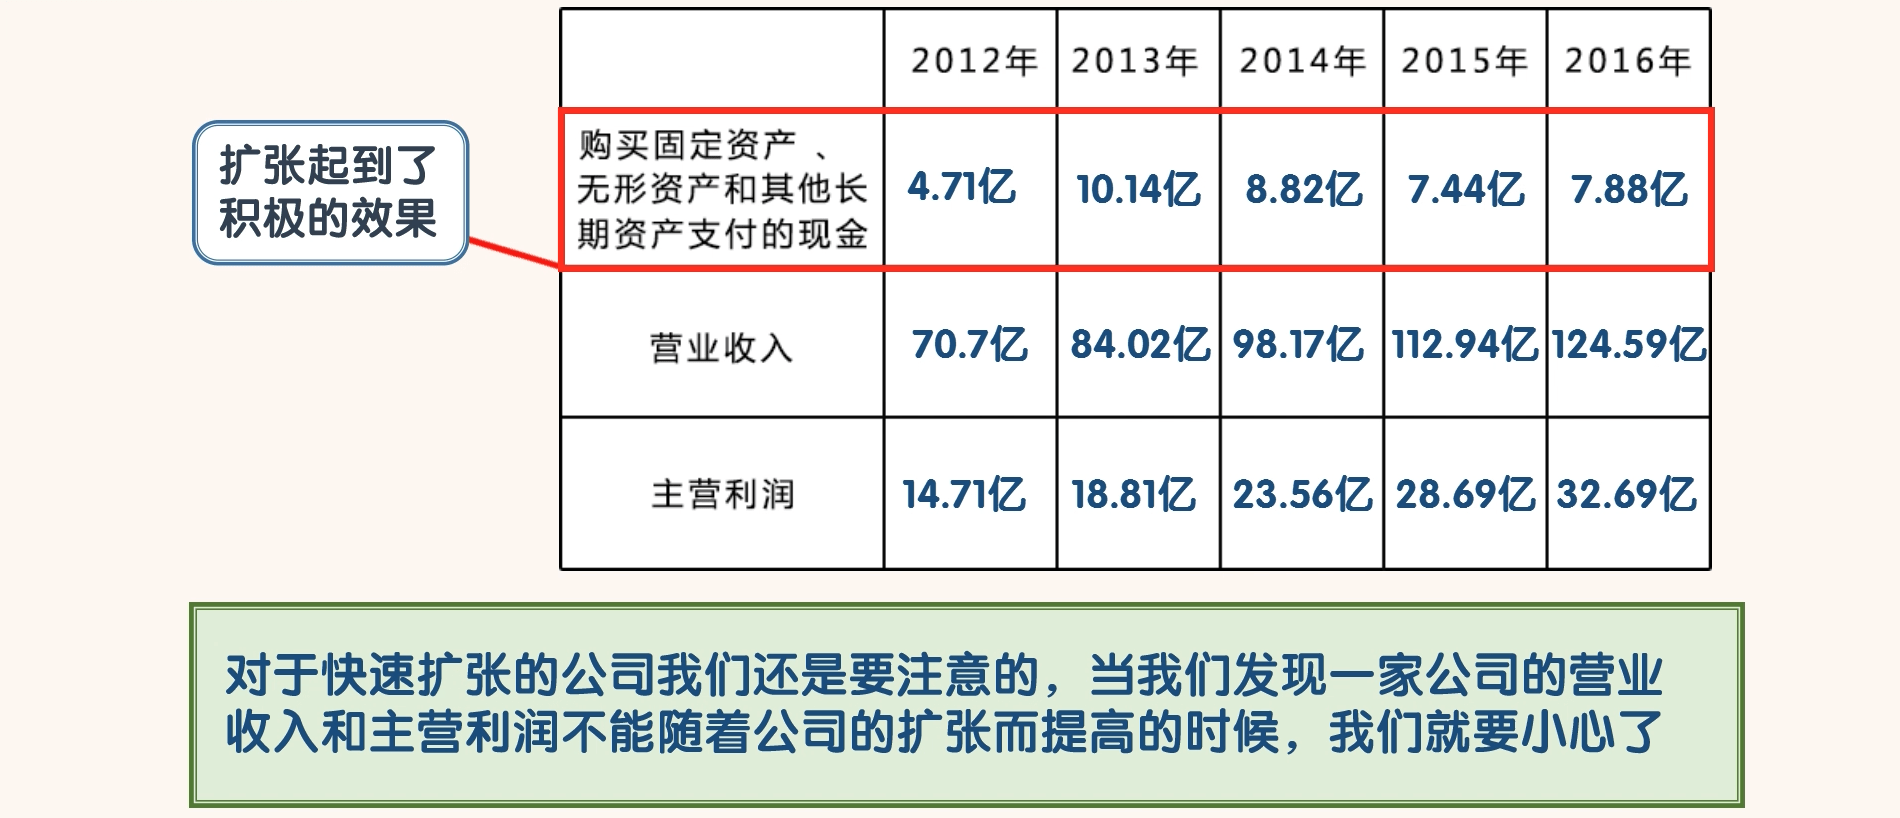 2012年 2013年 2014年 2015年 2016年
扩张起到了
积极的效果
购买固定资产、
无形资产和其他长
期资产支付的现金
4.71亿 10.14亿 8.82亿 7.44亿 7.88亿
营业收入 70.7亿 84.02亿 98.17亿 112.94亿 124.59亿
主营利润 14.71亿 18.81亿 23.56亿 28.69亿 32.69亿
对于快速扩张的公司我们还是要注意的，当我们发现一家公司的营业
收入和主营利润不能随着公司的扩张而提高的时候，我们就要小心了